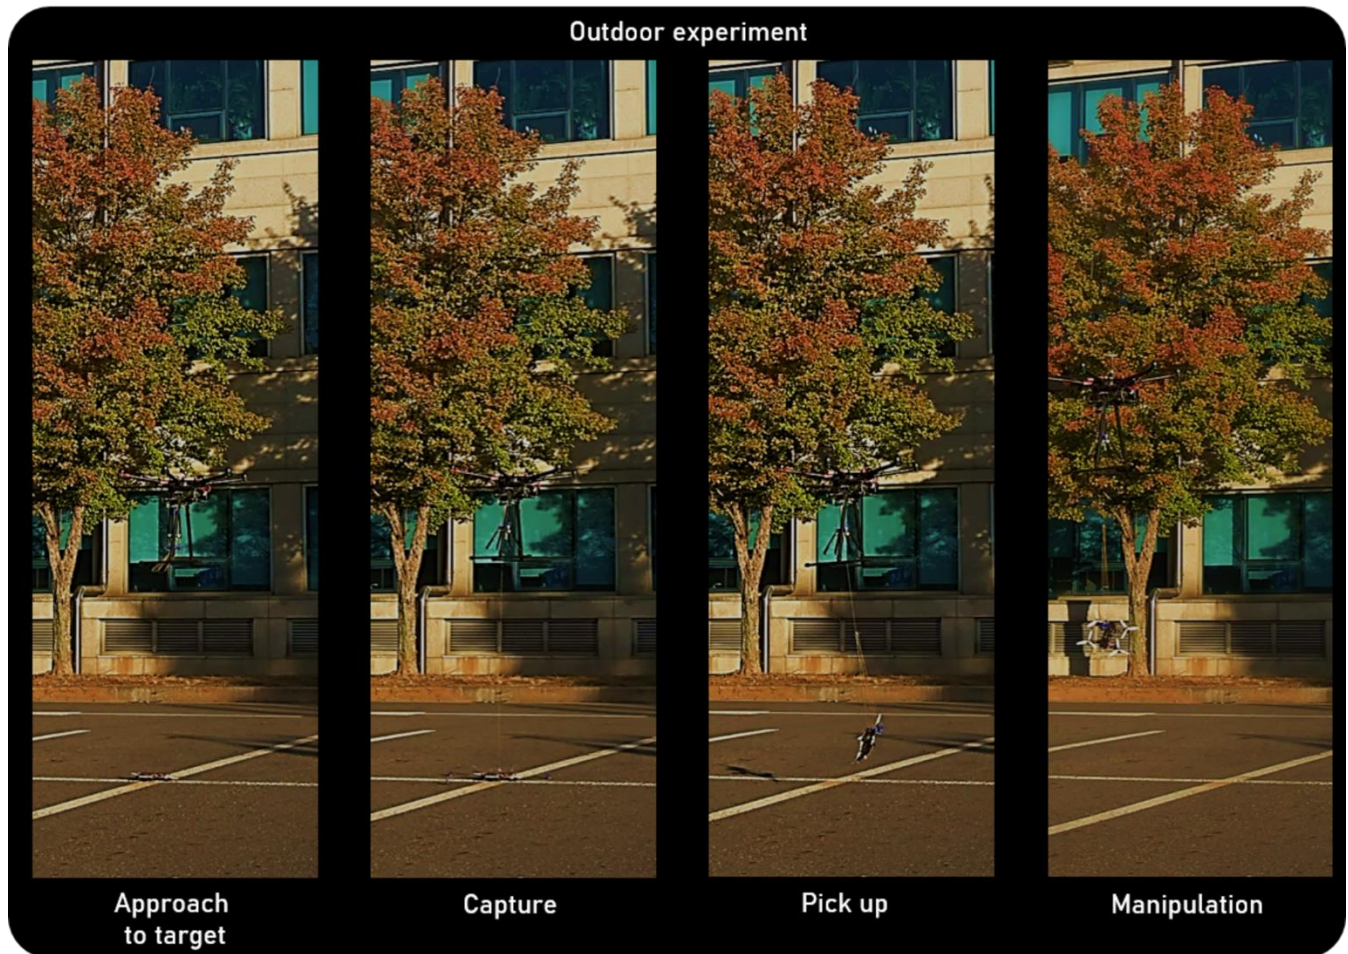 Outdoor experiment
Approach
to target
Capture
Pick up
Manipulation